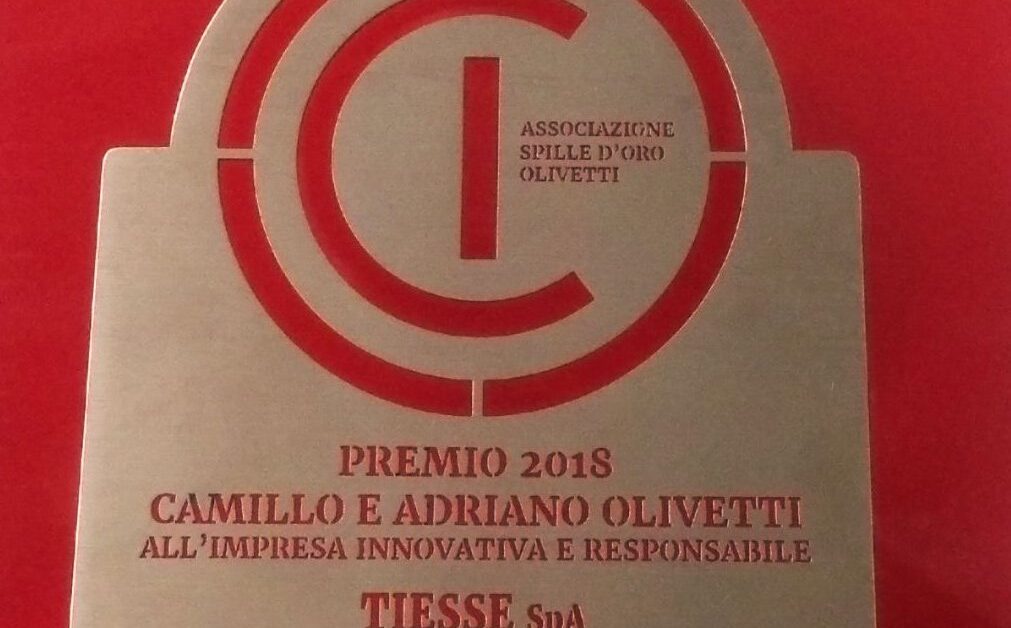 ASSOCIAZIONE
SPILLE D'ORO
OLIVETTI
PREMIO 2018
CAMILLO E ADRIANO OLIVETTI
ALL'IMPRESA INNOVATIVA E RESPONSABILE
TIESSE SpA